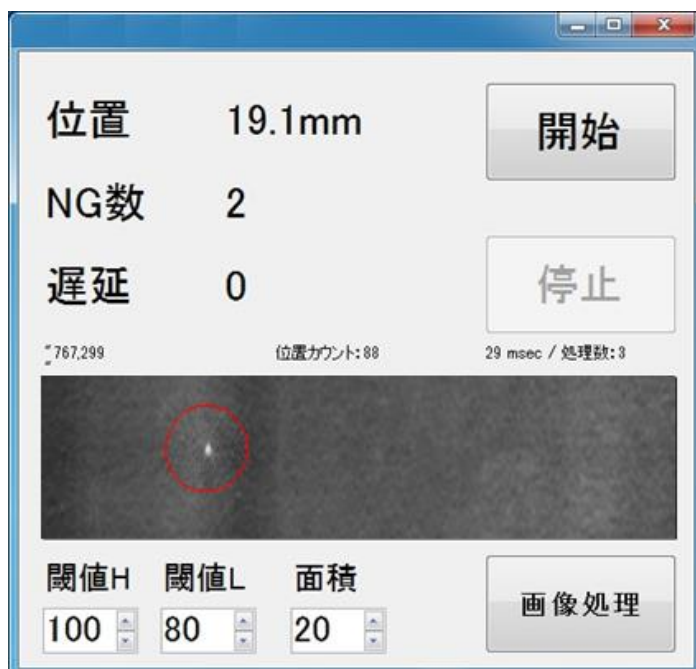 位置 19.1mm
開始
NG数 2
遅延 0
停止
767,299 位置カウント:88 29 msec / 処理数:3
閾値H 閾値L 面積
100 80 20
画像処理